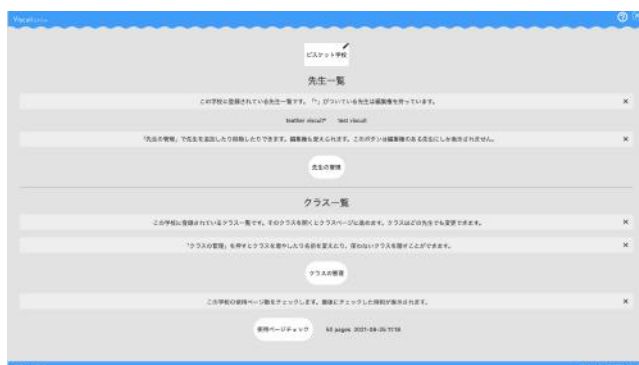 Viscuit
ビスケット学校
先生一覧
この学校に登録されている先生一覧です。「*」がついている先生は編集権を持っています。
teather viscuit* test viscuit
「先生の管理」で先生を追加したり削除したりできます。編集権も変えられます。このボタンは編集権のある先生にしか表示されません。
先生の管理
クラス一覧
この学校に登録されているクラス一覧です。そのクラスを開くとクラスページに進めます。クラスはどの先生でも変更できます。
「クラスの管理」を押すとクラスを増やしたり名前を変えたり、使わないクラスを隠すことができます。
クラスの管理
この学校の使用ページ数をチェックします。最後にチェックした時刻が表示されます。
使用ページチェック 50 pages 2021-08-25 11:18